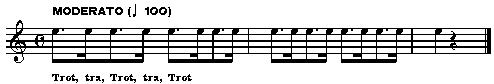 MODERATO (♩ 100)
Trot, tra, Trot, tra, Trot